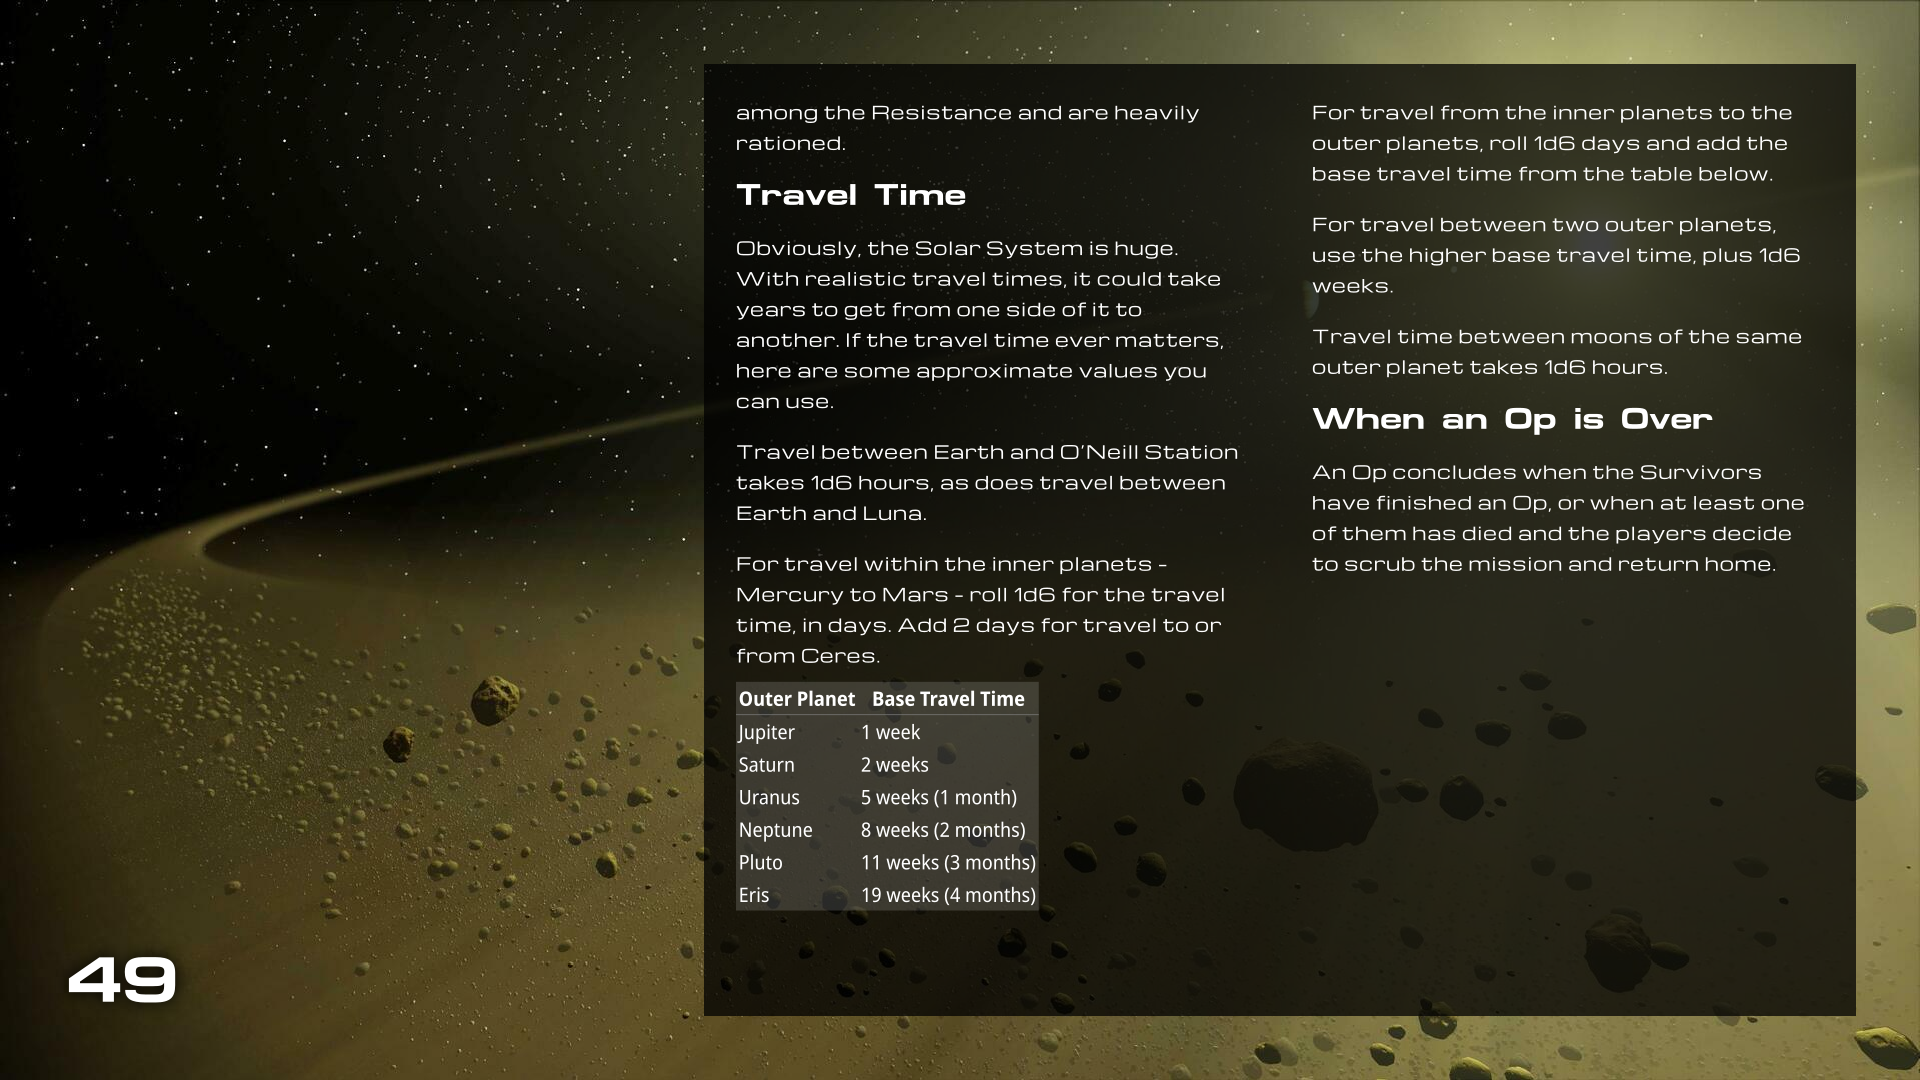 among the Resistance and are heavily
rationed.
Travel Time
Obviously, the Solar System is huge.
With realistic travel times, it could take
years to get from one side of it to
another. If the travel time ever matters,
here are some approximate values you
can use.
Travel between Earth and O'Neill Station
takes 1d6 hours, as does travel between
Earth and Luna.
For travel within the inner planets -
Mercury to Mars - roll 1d6 for the travel
time, in days. Add 2 days for travel to or
from Ceres.
Outer Planet Base Travel Time
Jupiter 1 week
Saturn 2 weeks
Uranus 5 weeks (1 month)
Neptune 8 weeks (2 months)
Pluto 11 weeks (3 months)
Eris 19 weeks (4 months)
For travel from the inner planets to the
outer planets, roll 1d6 days and add the
base travel time from the table below.
For travel between two outer planets,
use the higher base travel time, plus 1d6
weeks.
Travel time between moons of the same
outer planet takes 1d6 hours.
When an Op is Over
An Op concludes when the Survivors
have finished an Op, or when at least one
of them has died and the players decide
to scrub the mission and return home.
49